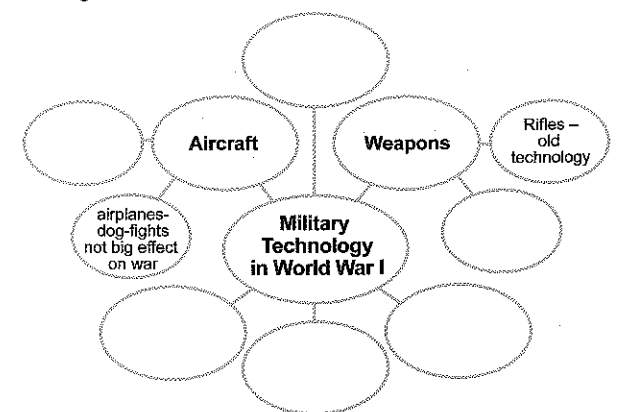 Aircraft
Weapons
Rifles –
old
technology
airplanes-
dog-fights
not big effect
on war
Military
Technology
in World War I